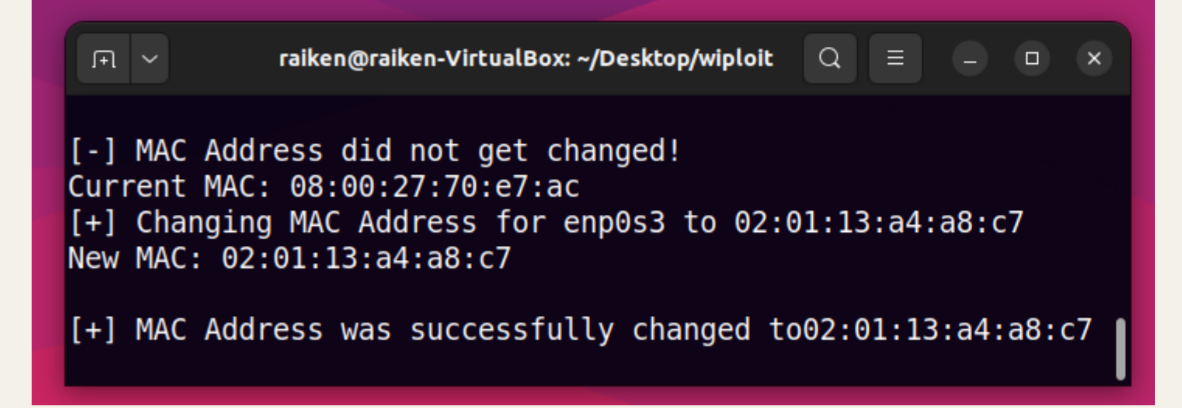 raiken@raiken-VirtualBox: ~/Desktop/wiploit
[-] MAC Address did not get changed!
Current MAC: 08:00:27:70:e7:ac
[+] Changing MAC Address for enp0s3 to 02:01:13:a4:a8:c7
New MAC: 02:01:13:a4:a8:c7
[+] MAC Address was successfully changed to02:01:13:a4:a8:c7